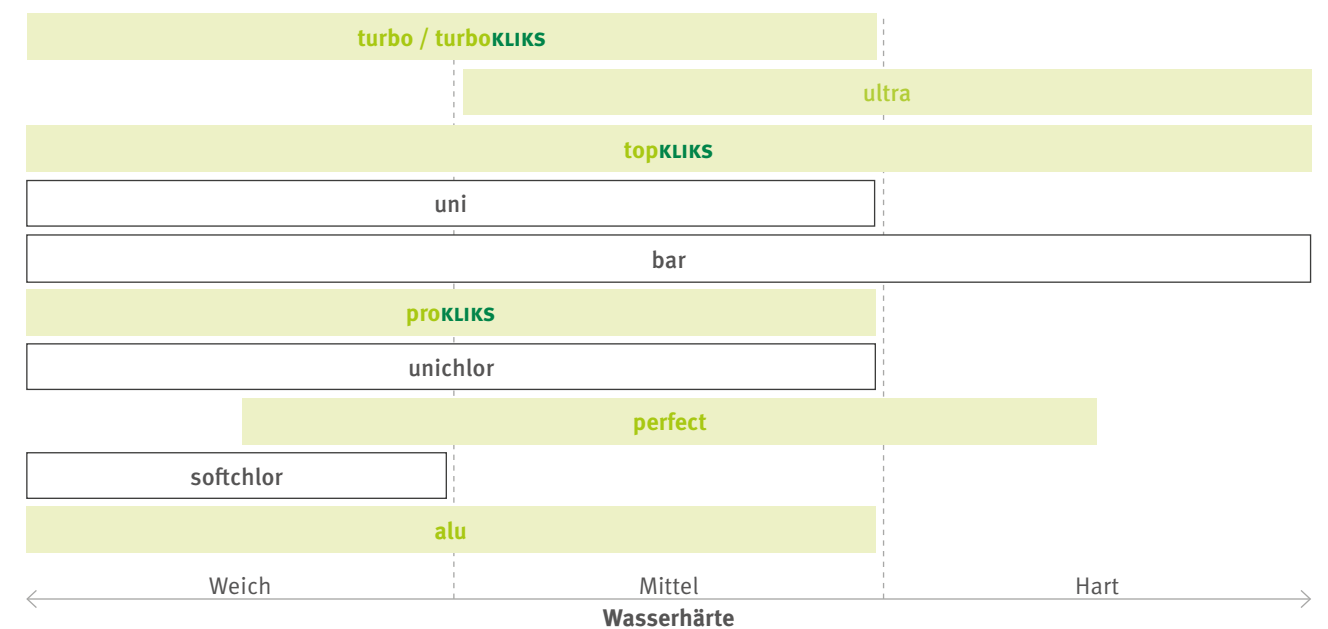 turbo / turboKLIKS
ultra
topKLIKS
uni
bar
proKLIKS
unichlor
perfect
softchlor
alu
Weich Mittel Hart
Wasserhärte